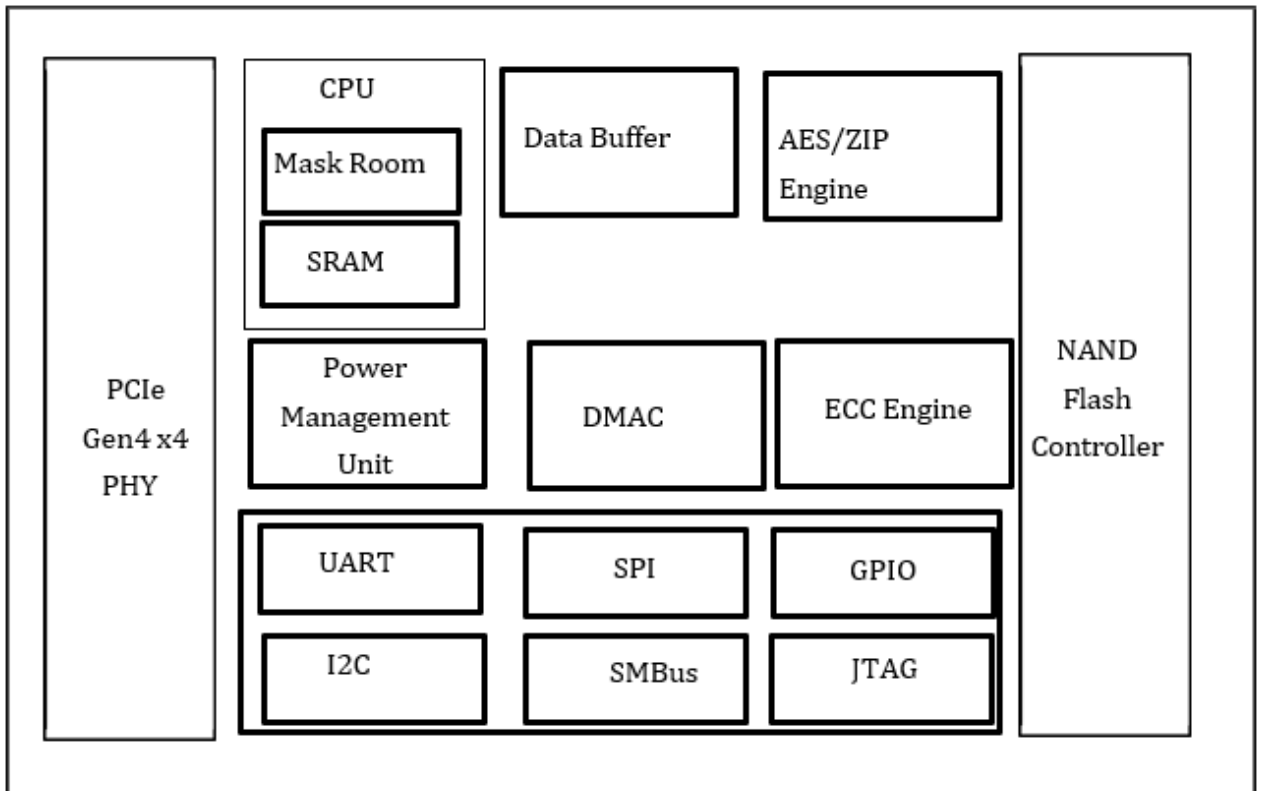 CPU
Mask Room
SRAM
Data Buffer
AES/ZIP
Engine
PCIe
Gen4 x4
PHY
Power
Management
Unit
DMAC
ECC Engine
NAND
Flash
Controller
UART
SPI
GPIO
I2C
SMBus
JTAG